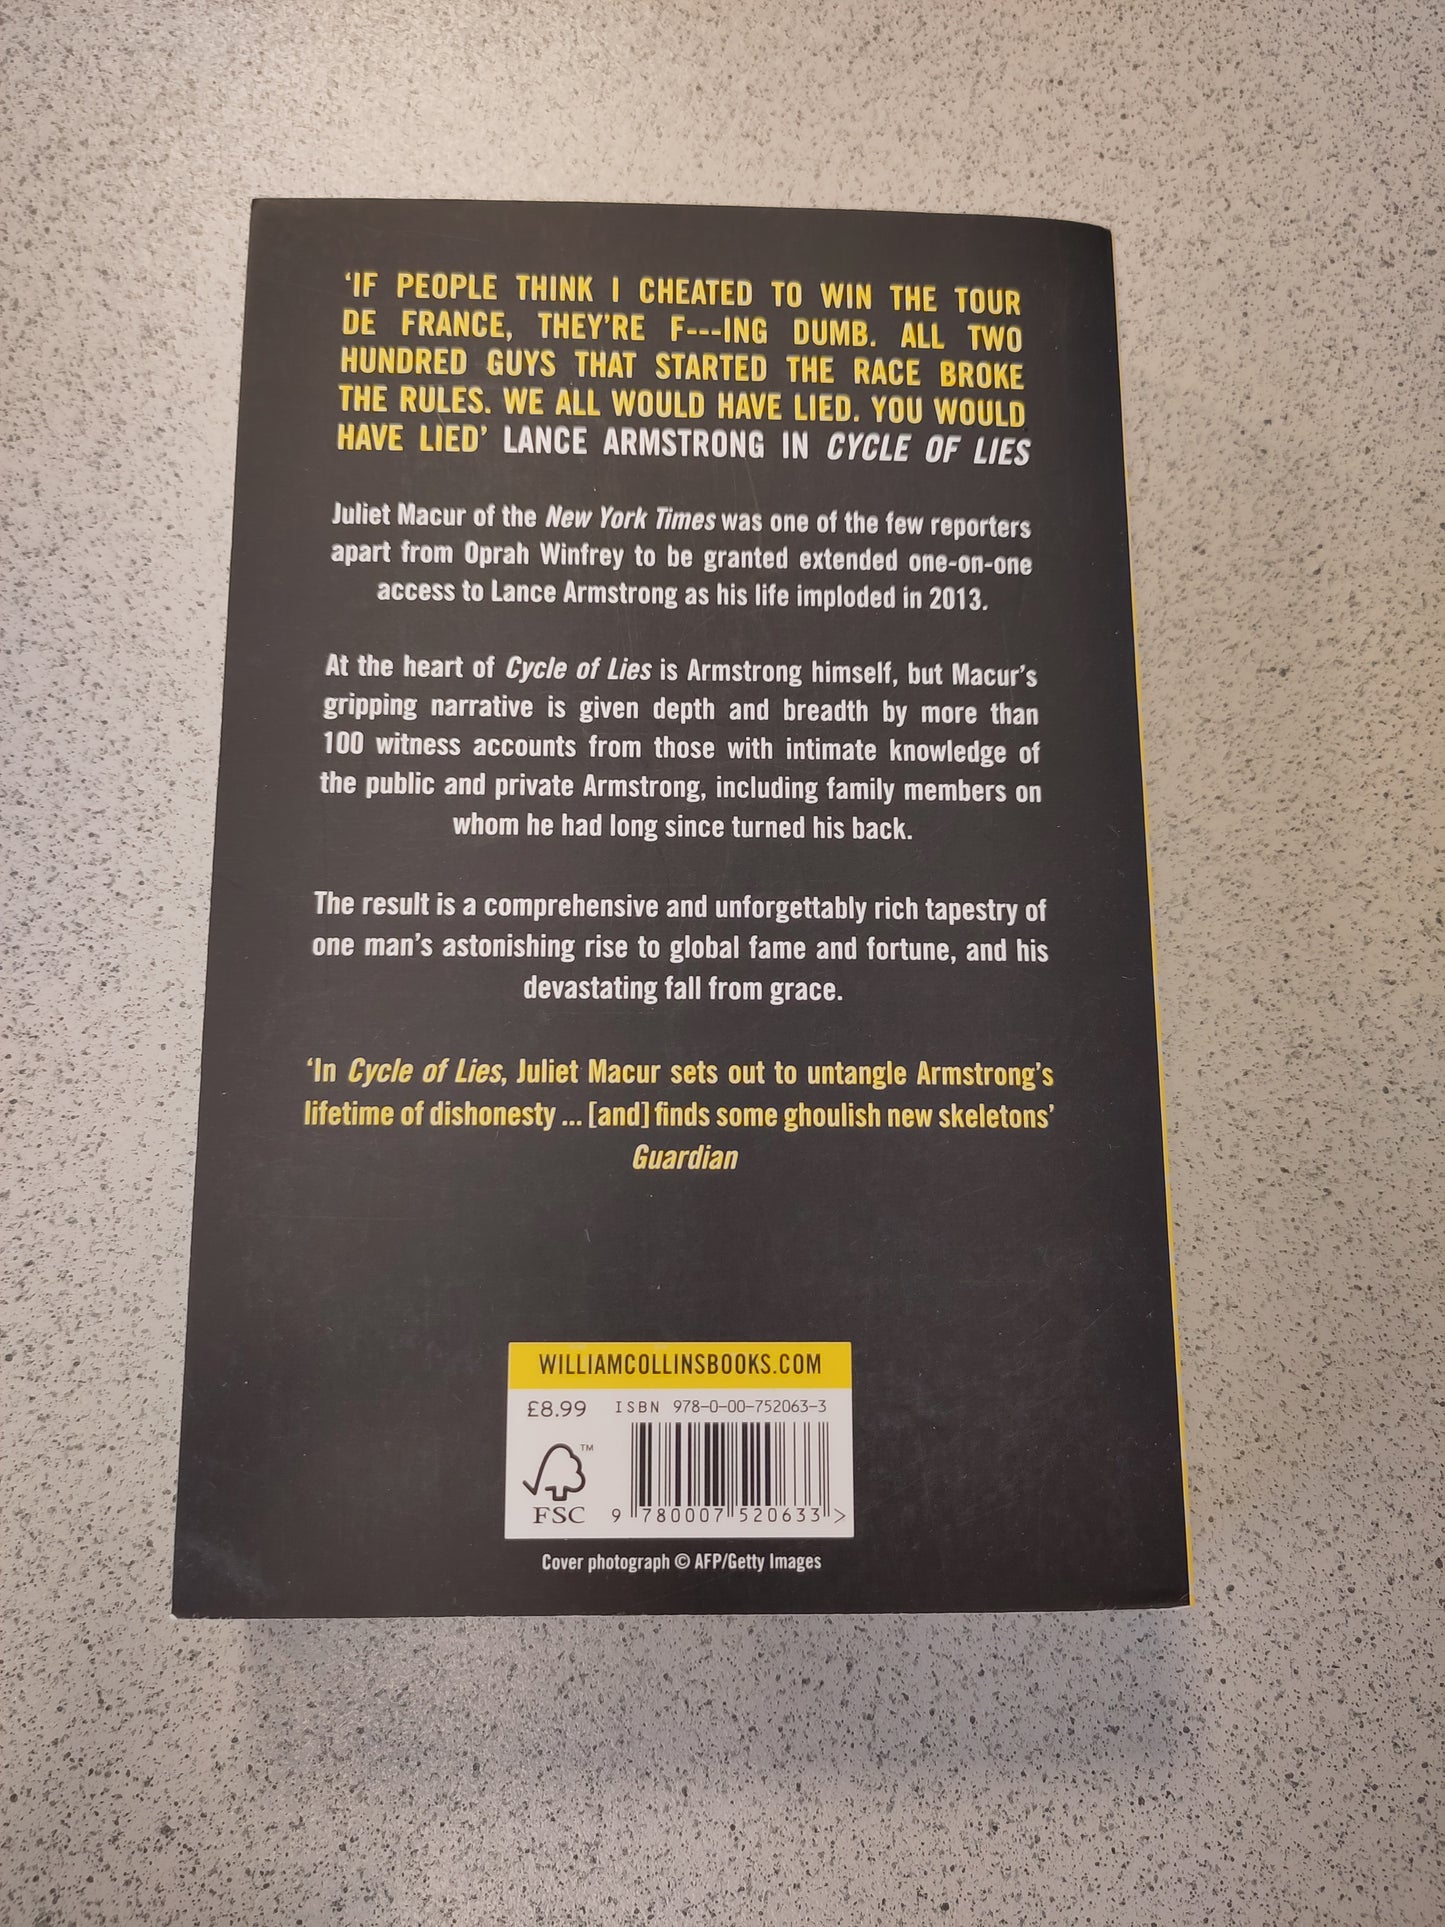 ‘IF PEOPLE THINK I CHEATED TO WIN THE TOUR
DE FRANCE, THEY’RE F---ING DUMB. ALL TWO
HUNDRED GUYS THAT STARTED THE RACE BROKE
THE RULES. WE ALL WOULD HAVE LIED. YOU WOULD
HAVE LIED’ LANCE ARMSTRONG IN CYCLE OF LIES
Juliet Macur of the New York Times was one of the few reporters
apart from Oprah Winfrey to be granted extended one-on-one
access to Lance Armstrong as his life imploded in 2013.
At the heart of Cycle of Lies is Armstrong himself, but Macur’s
gripping narrative is given depth and breadth by more than
100 witness accounts from those with intimate knowledge of
the public and private Armstrong, including family members on
whom he had long since turned his back.
The result is a comprehensive and unforgettably rich tapestry of
one man’s astonishing rise to global fame and fortune, and his
devastating fall from grace.
‘In Cycle of Lies, Juliet Macur sets out to untangle Armstrong’s
lifetime of dishonesty ... [and] finds some ghoulish new skeletons’
Guardian
WILLIAMCOLLINSBOOKS.COM
£8.99 ISBN 978-0-00-752063-3
™
FSC
9 780007 520633 >
Cover photograph © AFP/Getty Images